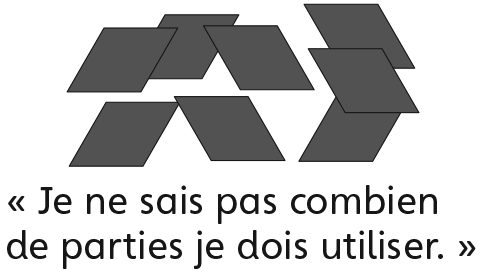 « Je ne sais pas combien
de parties je dois utiliser. »